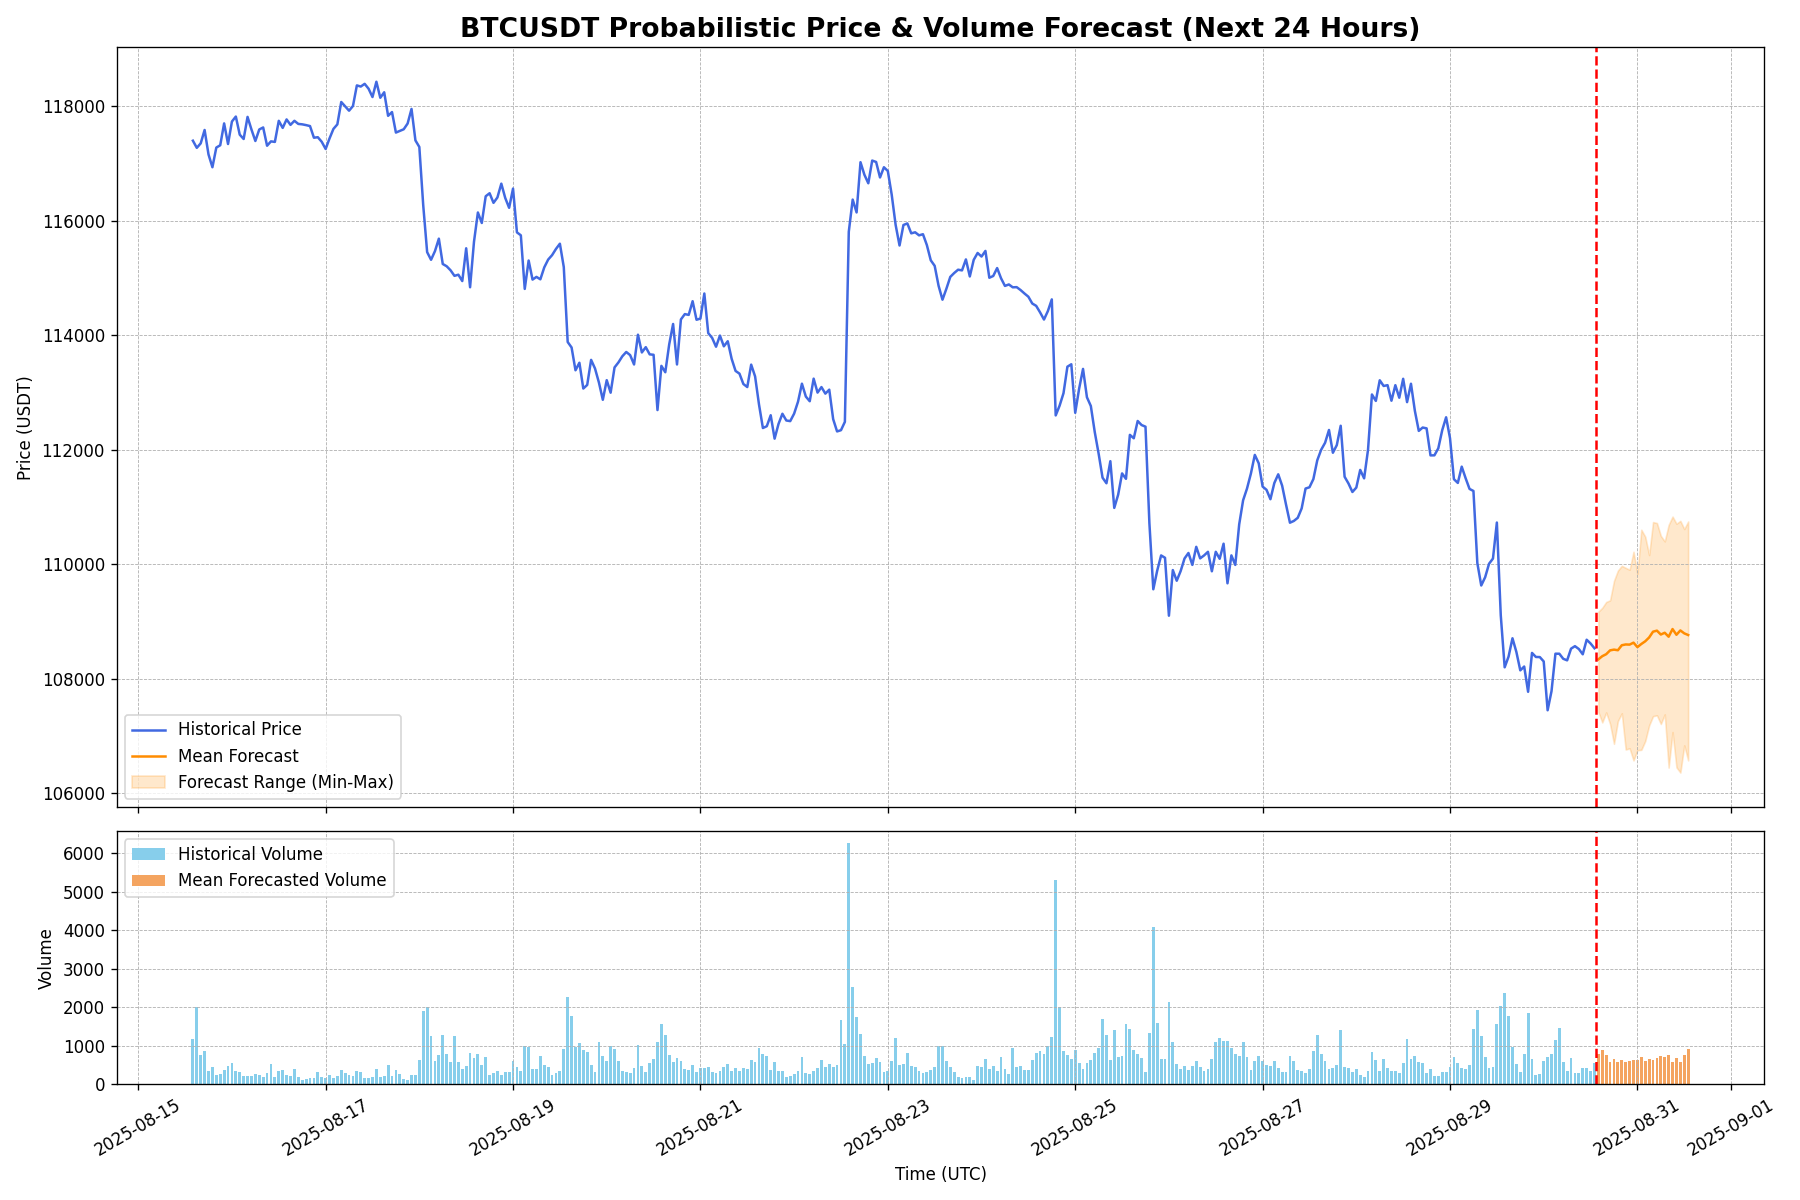 BTCUSDT Probabilistic Price & Volume Forecast (Next 24 Hours)
118000
116000
114000
112000
110000
108000
106000
Price (USDT)
Historical Price
Mean Forecast
Forecast Range (Min-Max)
6000
5000
4000
3000
2000
1000
0
Volume
Historical Volume
Mean Forecasted Volume
2025-08-15
2025-08-17
2025-08-19
2025-08-21
2025-08-23
2025-08-25
2025-08-27
2025-08-29
2025-08-31
2025-09-01
Time (UTC)